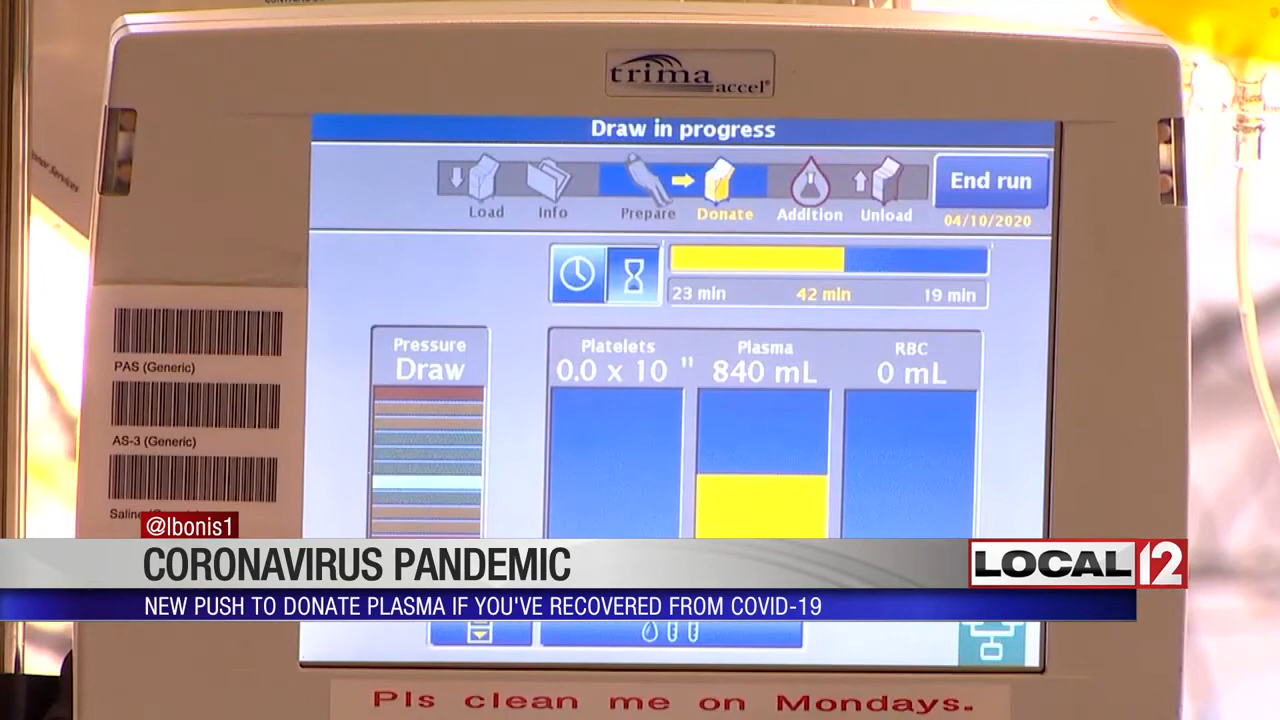 trima accel®
Draw in progress
Load
Info
Prepare
Donate
Addition
Unload
End run
04/10/2020
onor Services
23 min
42 min
19 min
Pressure
Draw
Platelets
0.0 x 10 "
Plasma
840 mL
RBC
0 mL
PAS (Generic)
AS-3 (Generic)
Saline
@lbonis1
CORONAVIRUS PANDEMIC
LOCAL 12
NEW PUSH TO DONATE PLASMA IF YOU'VE RECOVERED FROM COVID-19
Pls clean me on Mondays.